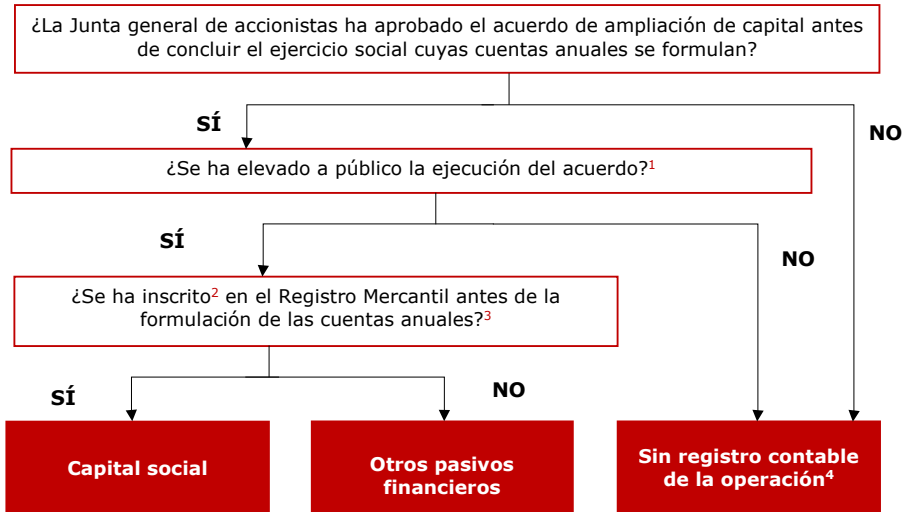 ¿La Junta general de accionistas ha aprobado el acuerdo de ampliación de capital antes
de concluir el ejercicio social cuyas cuentas anuales se formulan?
SÍ
NO
¿Se ha elevado a público la ejecución del acuerdo?¹
SÍ
NO
¿Se ha inscrito² en el Registro Mercantil antes de la
formulación de las cuentas anuales?³
SÍ
NO
Capital social
Otros pasivos
financieros
Sin registro contable
de la operación⁴